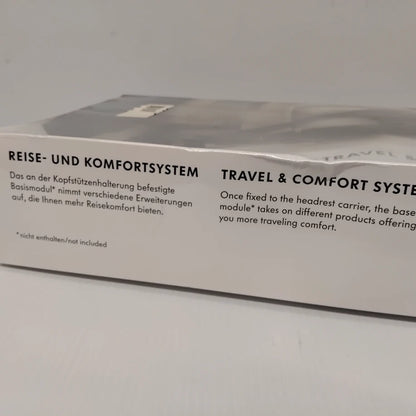 TRAVEL
REISE- UND KOMFORTSYSTEM
Das an der Kopfstützenhalterung befestigte
Basismodul* nimmt verschiedene Erweiterungen
auf, die Ihnen mehr Reisekomfort bieten.
*nicht enthalten/not included
TRAVEL & COMFORT SYSTE
Once fixed to the headrest carrier, the base
module* takes on different products offering
you more traveling comfort.